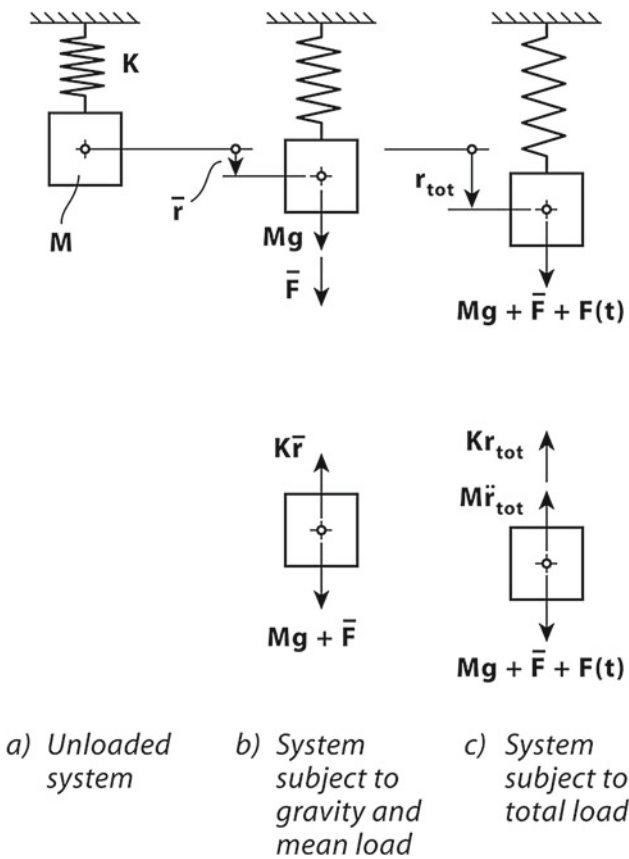 K
M
r̄
Mg
F̄
r_tot
Mg + F̄ + F(t)
Kr̄
Mg + F̄
Kr_tot
Mr̈_tot
Mg + F̄ + F(t)
a) Unloaded
system
b) System
subject to
gravity and
mean load
c) System
subject to
total load